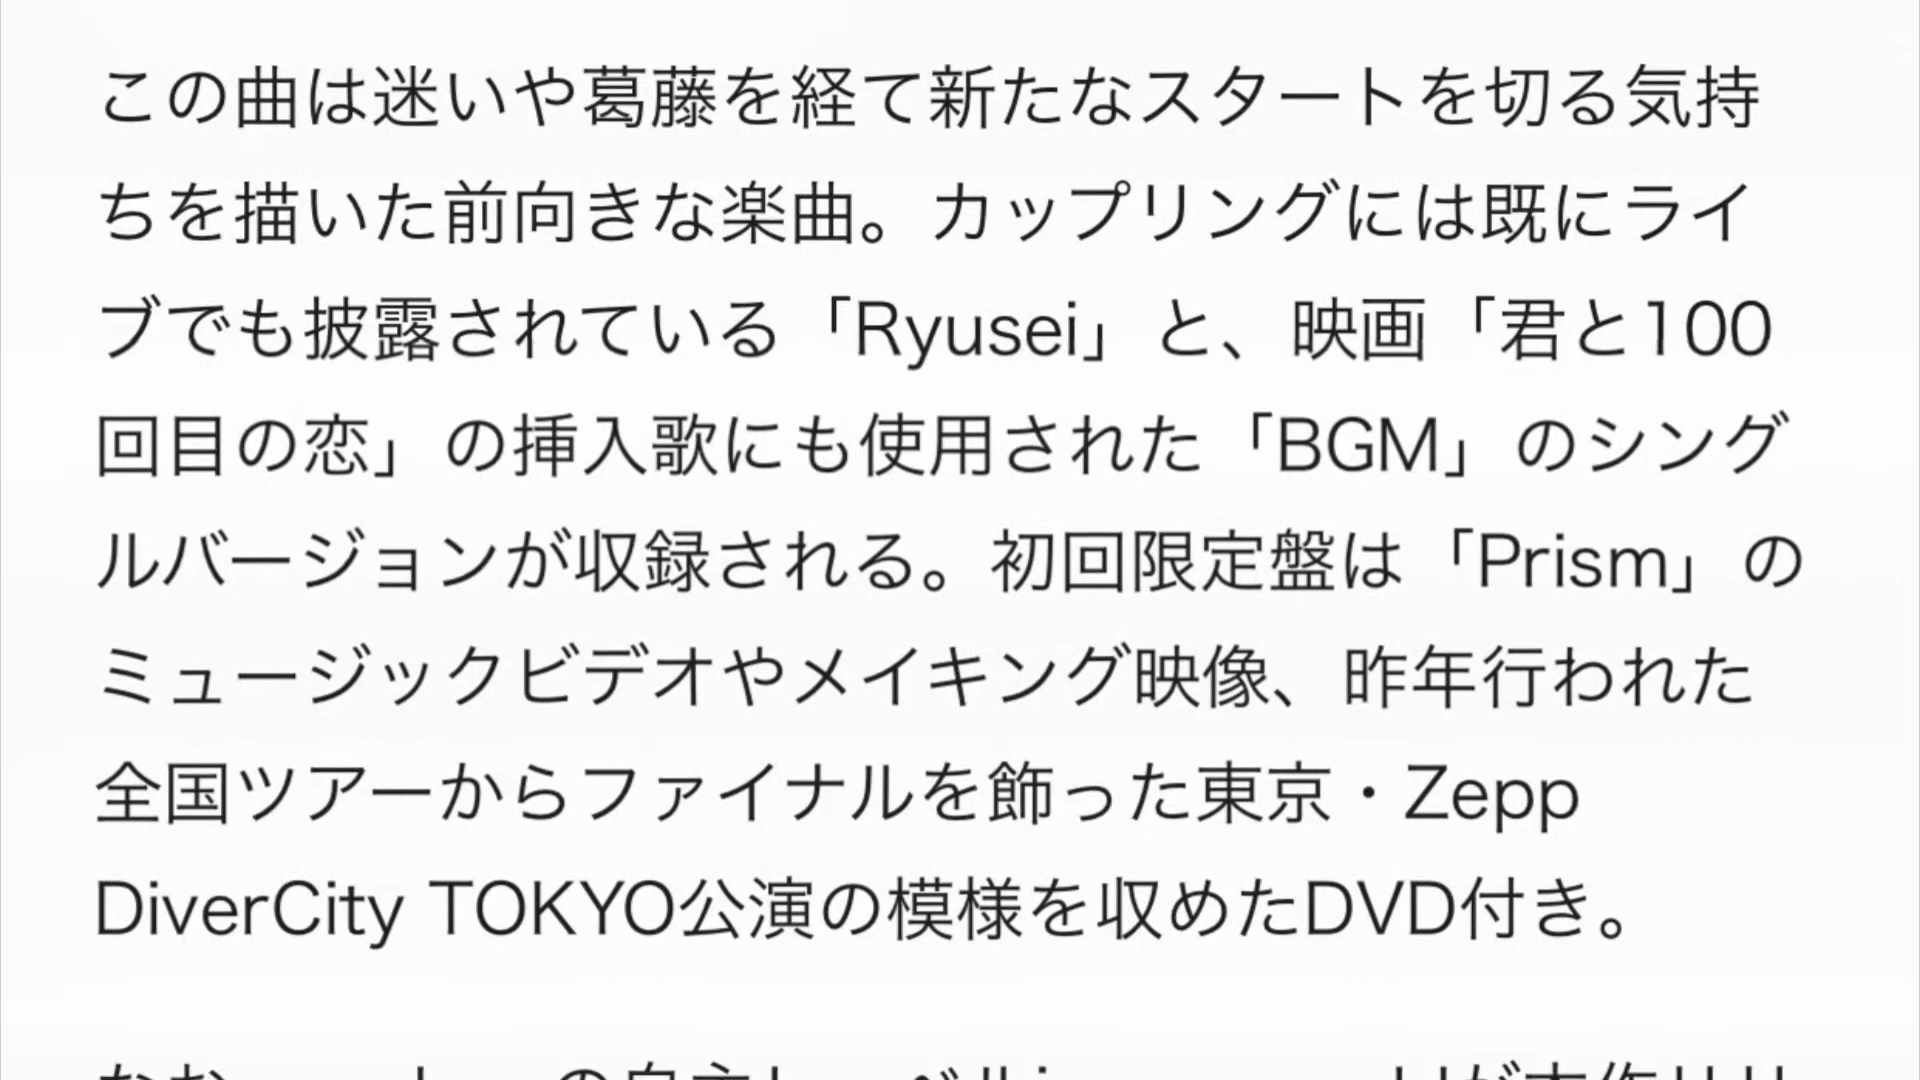 この曲は迷いや葛藤を経て新たなスタートを切る気持
ちを描いた前向きな楽曲。カップリングには既にライ
ブでも披露されている「Ryusei」と、映画「君と100
回目の恋」の挿入歌にも使用された「BGM」のシング
ルバージョンが収録される。初回限定盤は「Prism」の
ミュージックビデオやメイキング映像、昨年行われた
全国ツアーからファイナルを飾った東京・Zepp
DiverCity TOKYO公演の模様を収めたDVD付き。